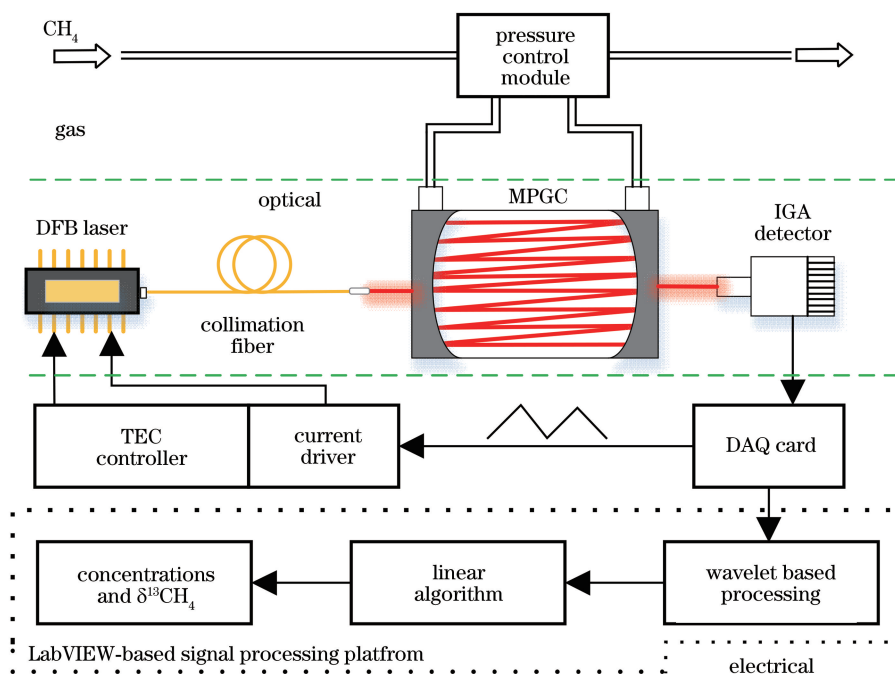 CH₄
pressure
control
module
gas
optical
MPGC
DFB laser
IGA
detector
collimation
fiber
TEC
controller
current
driver
DAQ card
concentrations
and δ¹³CH₄
linear
algorithm
wavelet based
processing
LabVIEW-based signal processing platfrom
electrical